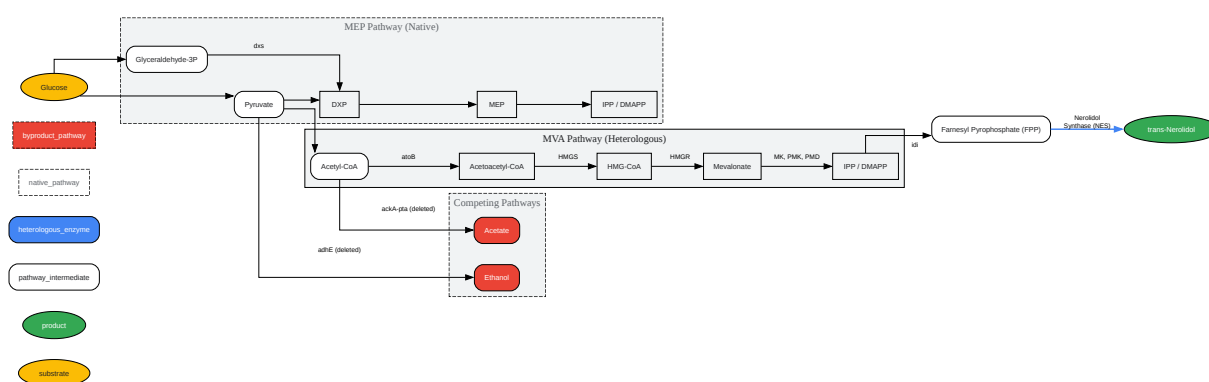 MEP Pathway (Native)
Glyceraldehyde-3P
dxs
Glucose
Pyruvate
DXP
MEP
IPP / DMAPP
byproduct_pathway
MVA Pathway (Heterologous)
Acetyl-CoA
atoB
Acetoacetyl-CoA
HMGS
HMG-CoA
HMGR
Mevalonate
MK, PMK, PMD
IPP / DMAPP
idi
Farnesyl Pyrophosphate (FPP)
Nerolidol
Synthase (NES)
trans-Nerolidol
native_pathway
Competing Pathways
ackA-pta (deleted)
Acetate
heterologous_enzyme
adhE (deleted)
Ethanol
pathway_intermediate
product
substrate